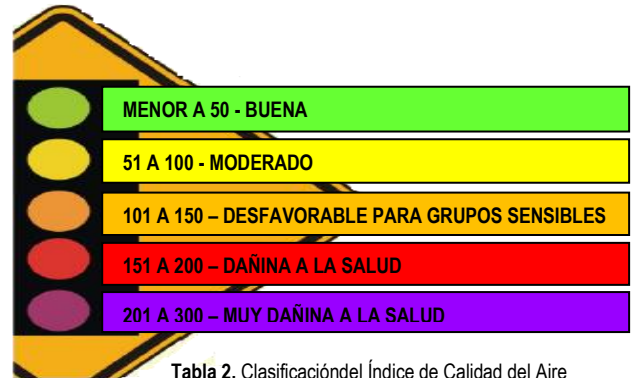 MENOR A 50 - BUENA
51 A 100 - MODERADO
101 A 150 – DESFAVORABLE PARA GRUPOS SENSIBLES
151 A 200 – DAÑINA A LA SALUD
201 A 300 – MUY DAÑINA A LA SALUD
Tabla 2. Clasificacióndel Índice de Calidad del Aire